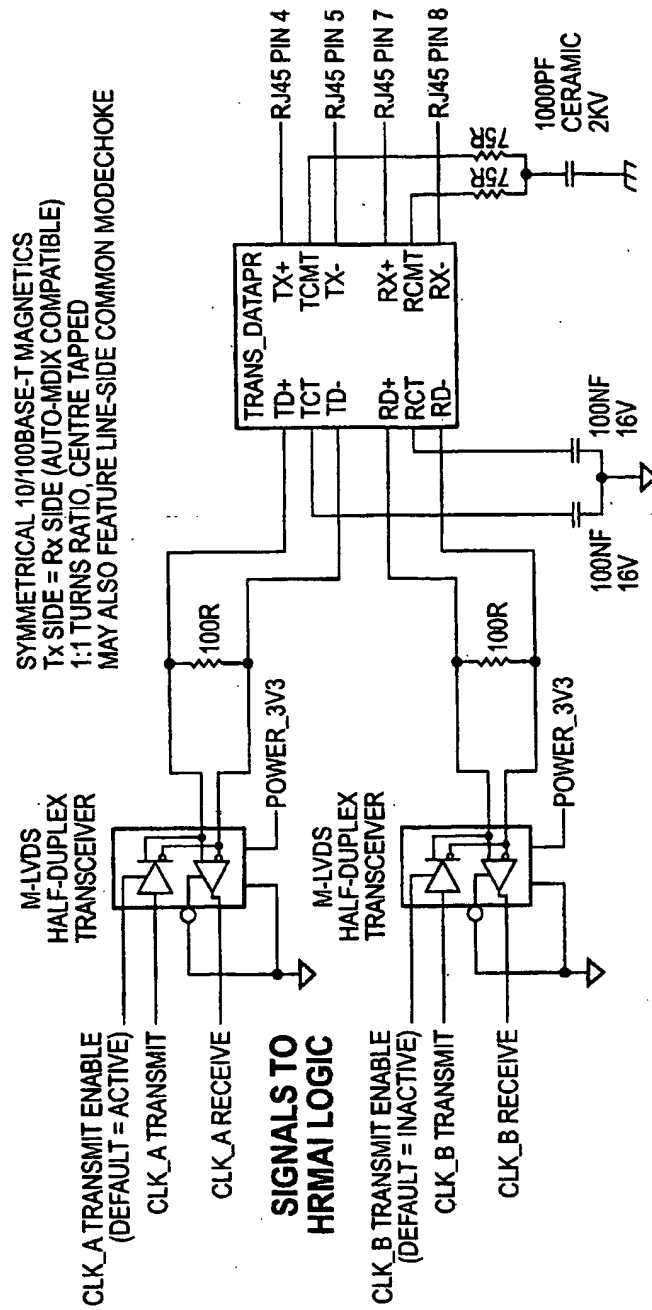 SYMMETRICAL 10/100BASE-T MAGNETICS
Tx SIDE = Rx SIDE (AUTO-MDIX COMPATIBLE)
1:1 TURNS RATIO, CENTRE TAPPED
MAY ALSO FEATURE LINE-SIDE COMMON MODECHOKE
M-LVDS
HALF-DUPLEX
TRANSCEIVER
CLK_A TRANSMIT ENABLE
(DEFAULT = ACTIVE)
CLK_A TRANSMIT
CLK_A RECEIVE
POWER_3V3
100R
SIGNALS TO
HRMAI LOGIC
M-LVDS
HALF-DUPLEX
TRANSCEIVER
CLK_B TRANSMIT ENABLE
(DEFAULT = INACTIVE)
CLK_B TRANSMIT
CLK_B RECEIVE
POWER_3V3
100R
TRANS_DATAPR
TD+
TCT
TD-
RD+
RCT
RD-
TX+
TCMT
TX-
RX+
RCMT
RX-
RJ45 PIN 4
RJ45 PIN 5
RJ45 PIN 7
RJ45 PIN 8
75R
75R
1000PF
CERAMIC
2KV
100NF
16V
100NF
16V